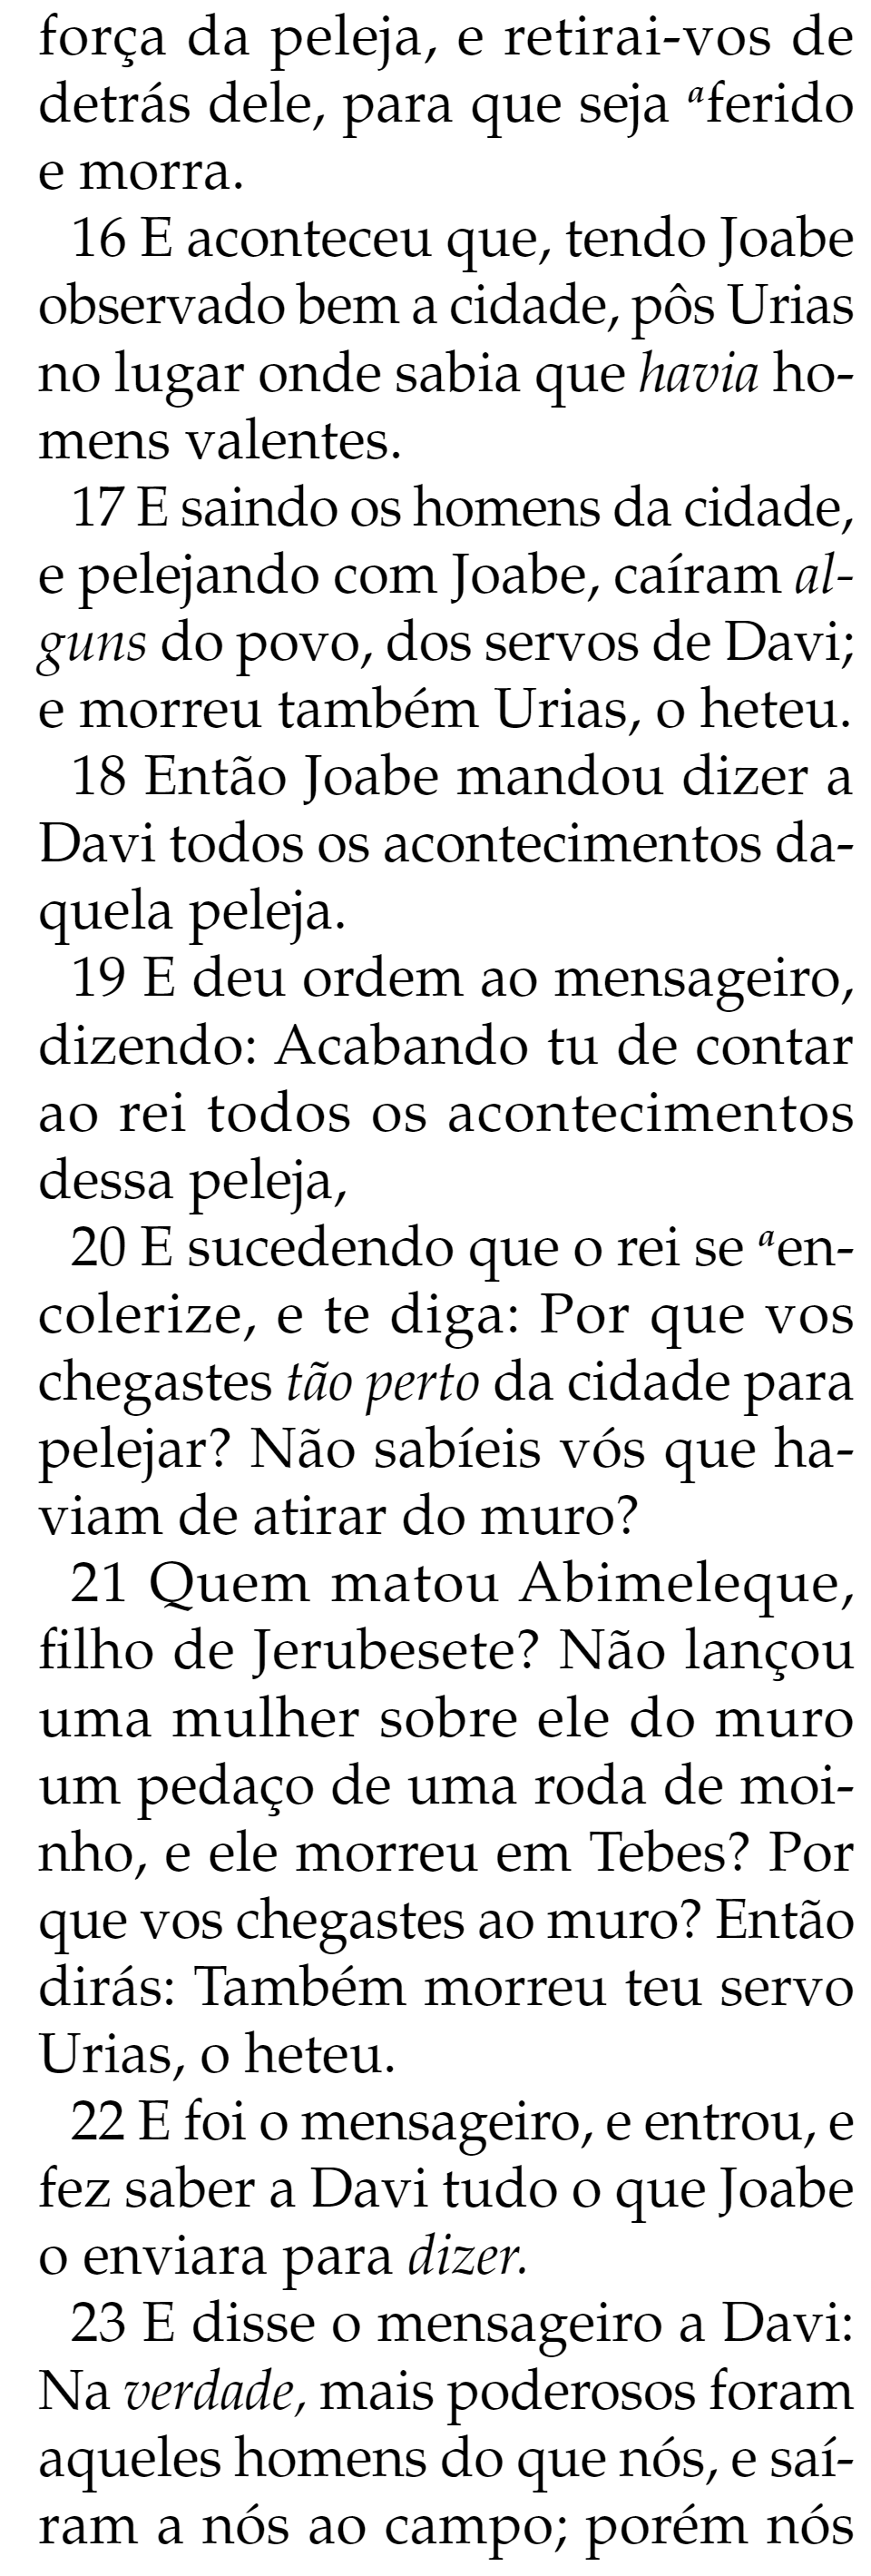 força da peleja, e retirai-vos de
detrás dele, para que seja ᵃferido
e morra.
16 E aconteceu que, tendo Joabe
observado bem a cidade, pôs Urias
no lugar onde sabia que havia ho-
mens valentes.
17 E saindo os homens da cidade,
e pelejando com Joabe, caíram al-
guns do povo, dos servos de Davi;
e morreu também Urias, o heteu.
18 Então Joabe mandou dizer a
Davi todos os acontecimentos da-
quela peleja.
19 E deu ordem ao mensageiro,
dizendo: Acabando tu de contar
ao rei todos os acontecimentos
dessa peleja,
20 E sucedendo que o rei se ᵃen-
colerize, e te diga: Por que vos
chegastes tão perto da cidade para
pelejar? Não sabíeis vós que ha-
viam de atirar do muro?
21 Quem matou Abimeleque,
filho de Jerubesete? Não lançou
uma mulher sobre ele do muro
um pedaço de uma roda de moi-
nho, e ele morreu em Tebes? Por
que vos chegastes ao muro? Então
dirás: Também morreu teu servo
Urias, o heteu.
22 E foi o mensageiro, e entrou, e
fez saber a Davi tudo o que Joabe
o enviara para dizer.
23 E disse o mensageiro a Davi:
Na verdade, mais poderosos foram
aqueles homens do que nós, e saí-
ram a nós ao campo; porém nós